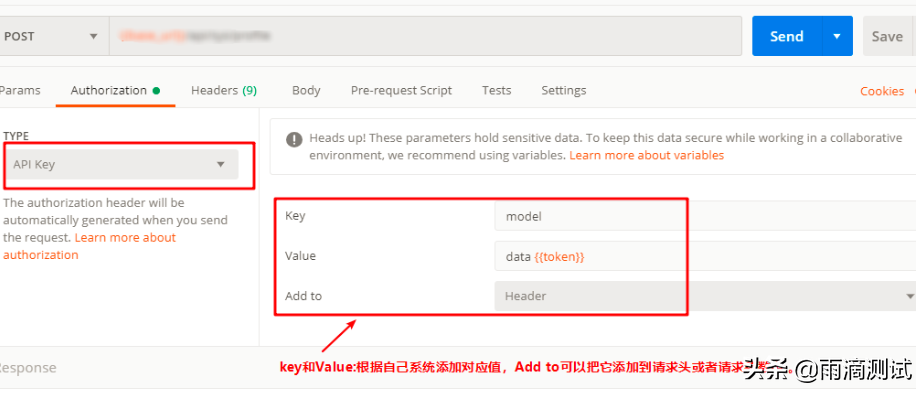 POST
Send
Save
Params
Authorization
Headers (9)
Body
Pre-request Script
Tests
Settings
Cookies
TYPE
API Key
The authorization header will be
automatically generated when you send
the request. Learn more about
authorization
Heads up! These parameters hold sensitive data. To keep this data secure while working in a collaborative
environment, we recommend using variables. Learn more about variables
Key
model
Value
data {{token}}
Add to
Header
Response
key和Value:根据自己系统添加对应值，Add to可以把它添加到请求头或者请求
头条 @雨滴测试